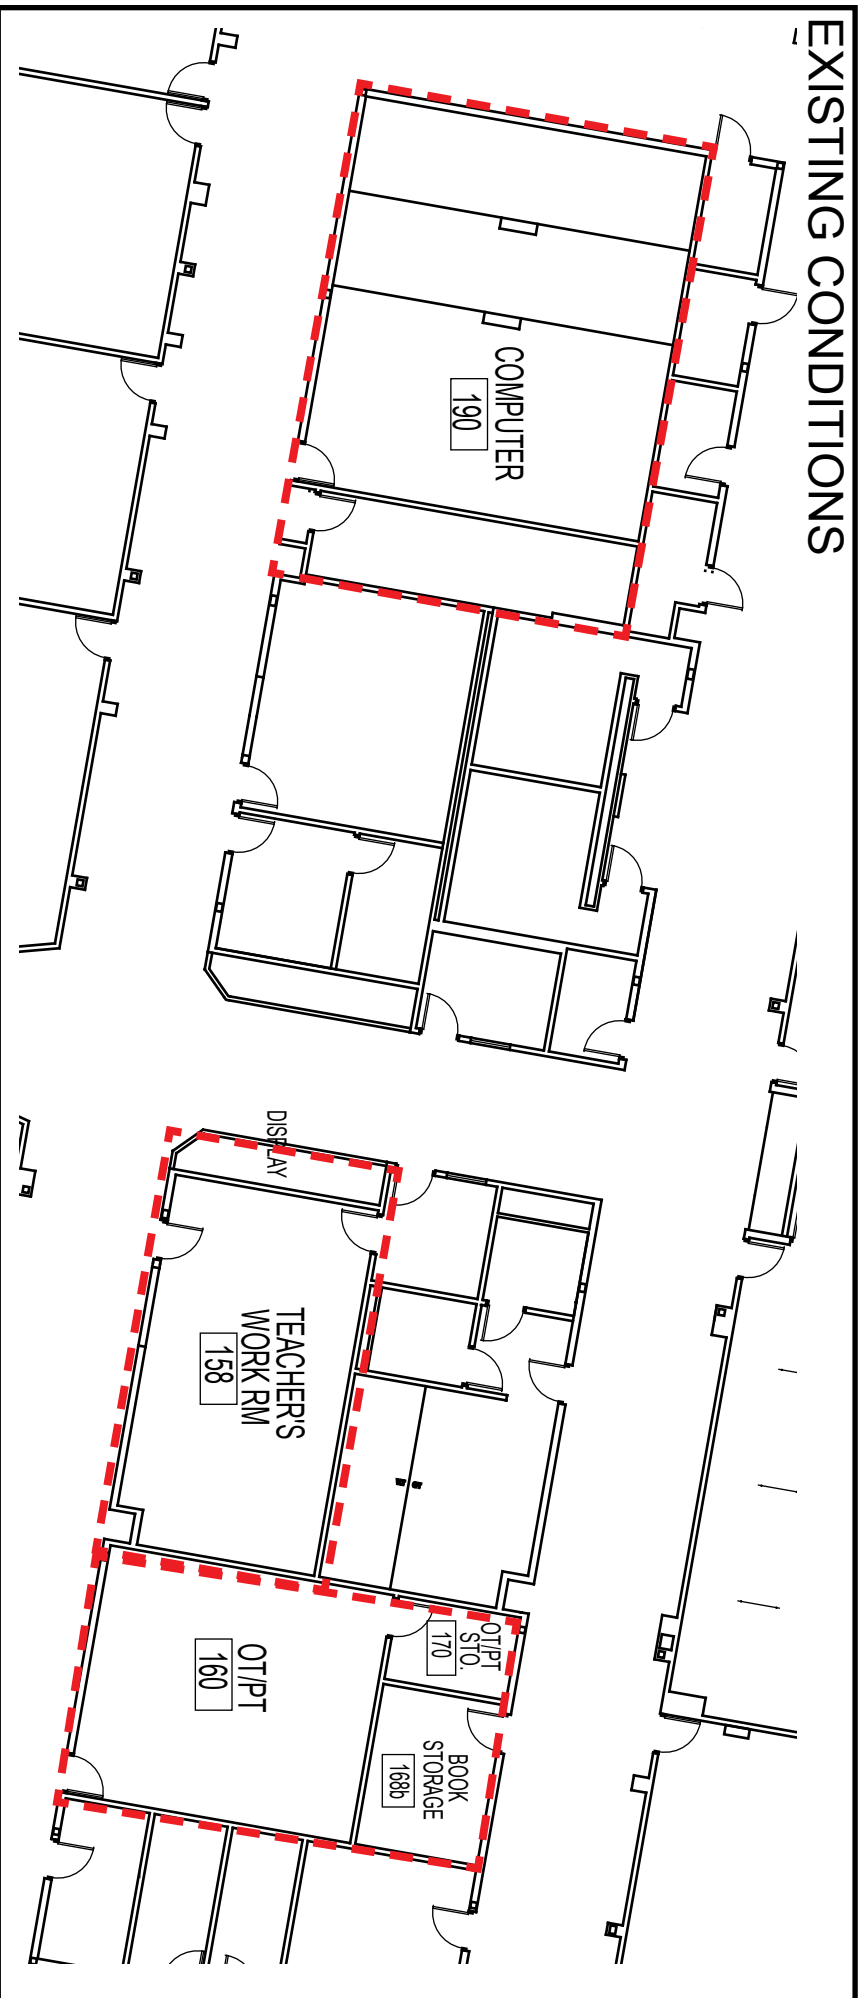 EXISTING CONDITIONS
COMPUTER
190
DISPLAY
TEACHER'S
WORK RM
158
OT/PT
STO.
170
OT/PT
160
BOOK
STORAGE
168b